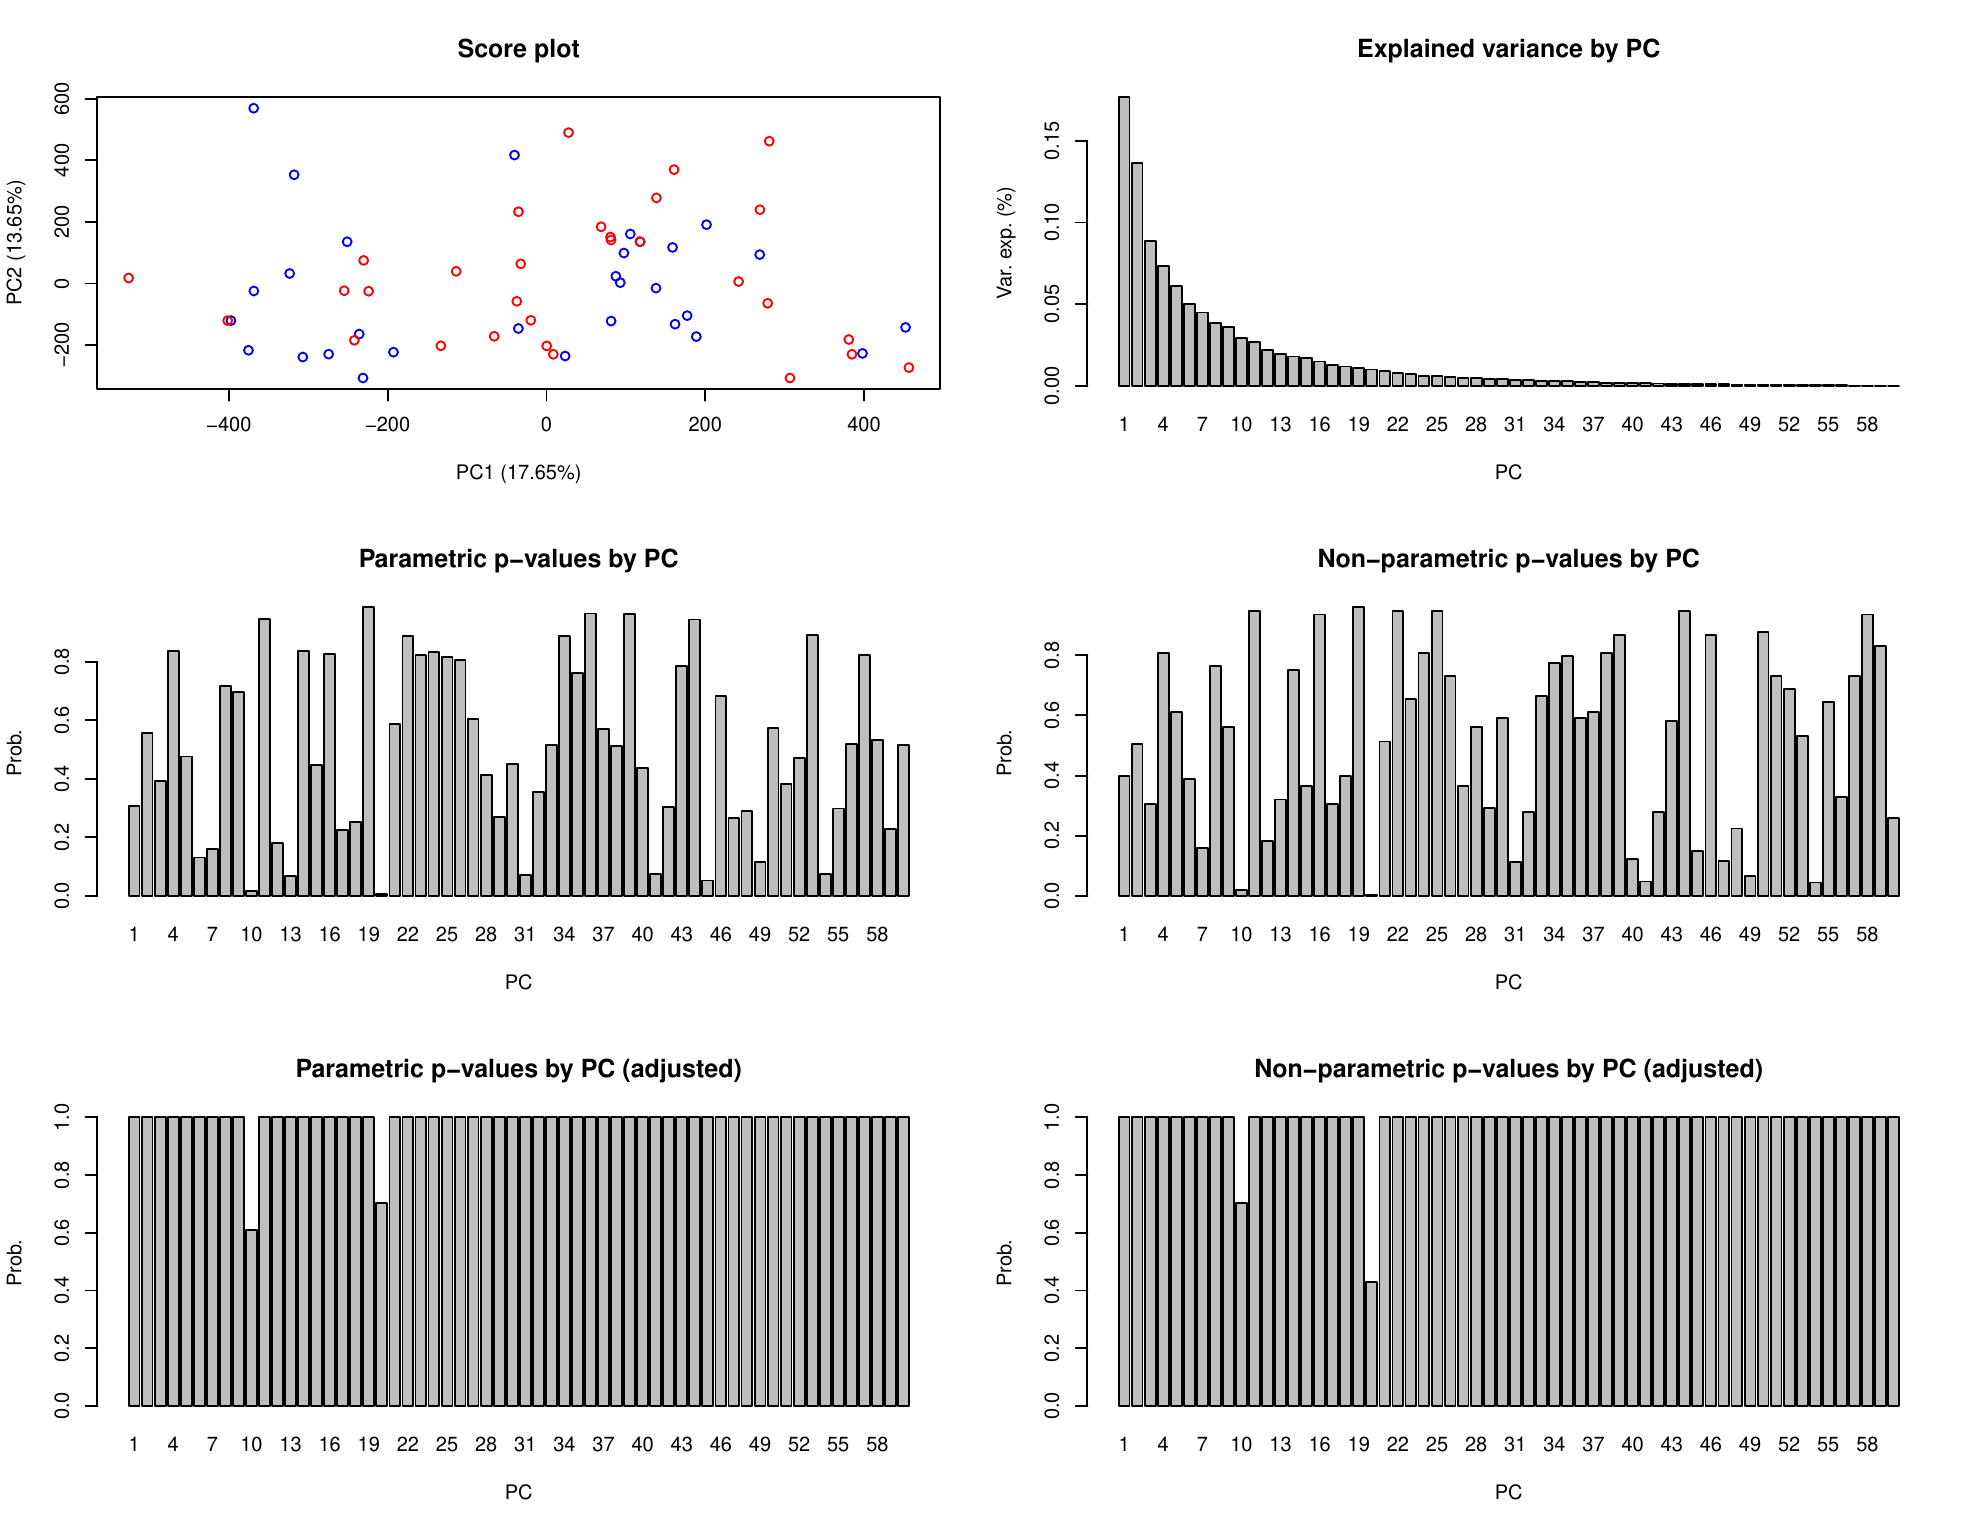 Score plot
PC2 (13.65%)
600
400
200
0
−200
−400 −200 0 200 400
PC1 (17.65%)
Explained variance by PC
Var. exp. (%)
0.15
0.10
0.05
0.00
1 4 7 10 13 16 19 22 25 28 31 34 37 40 43 46 49 52 55 58
PC
Parametric p−values by PC
Prob.
0.8
0.6
0.4
0.2
0.0
1 4 7 10 13 16 19 22 25 28 31 34 37 40 43 46 49 52 55 58
PC
Non−parametric p−values by PC
Prob.
0.8
0.6
0.4
0.2
0.0
1 4 7 10 13 16 19 22 25 28 31 34 37 40 43 46 49 52 55 58
PC
Parametric p−values by PC (adjusted)
Prob.
1.0
0.8
0.6
0.4
0.2
0.0
1 4 7 10 13 16 19 22 25 28 31 34 37 40 43 46 49 52 55 58
PC
Non−parametric p−values by PC (adjusted)
Prob.
1.0
0.8
0.6
0.4
0.2
0.0
1 4 7 10 13 16 19 22 25 28 31 34 37 40 43 46 49 52 55 58
PC